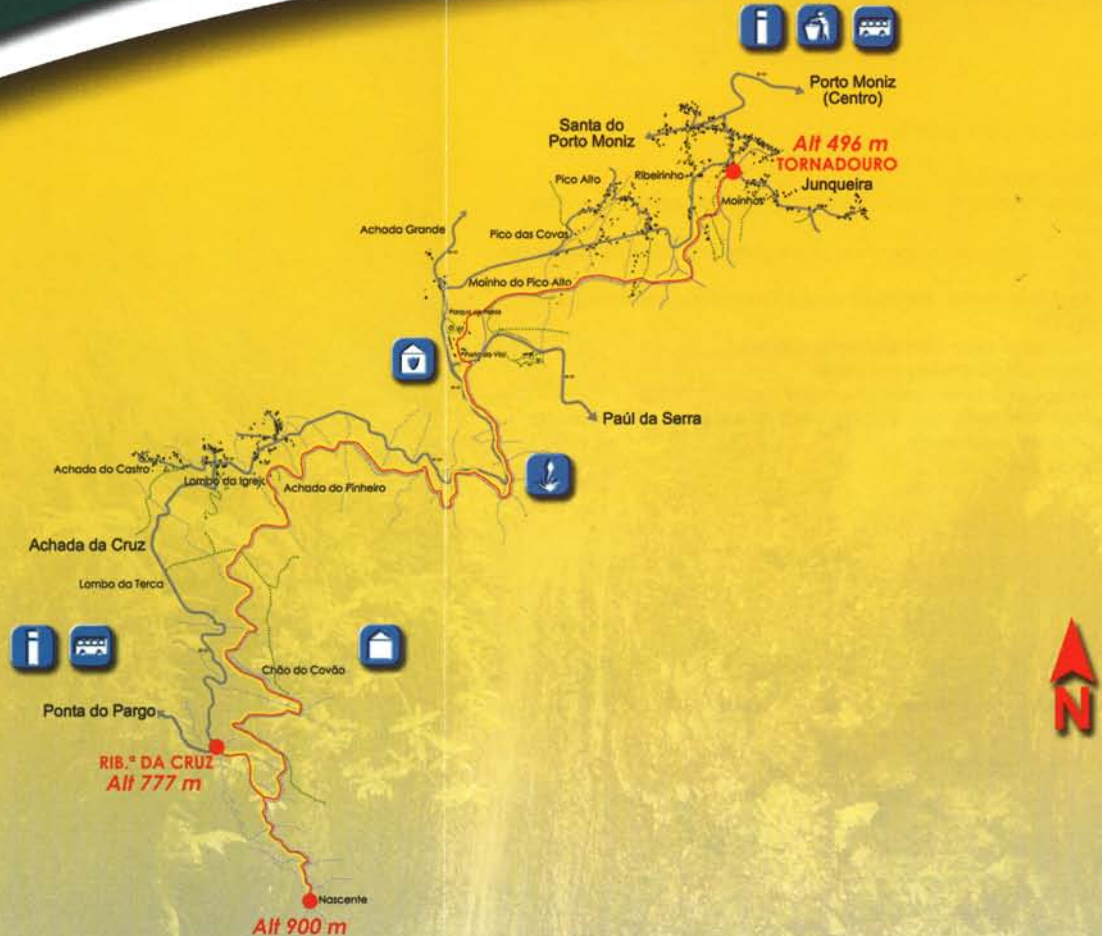 Porto Moniz
(Centro)
Santa do
Porto Moniz
Alt 496 m
TORNADOURO
Ribeirinho
Junqueira
Pico Alto
Moinhos
Achada Grande
Pico das Covas
Moinho do Pico Alto
Paúl da Serra
Achada do Castro
Lombo da Igreja
Achada do Pinheiro
Achada da Cruz
Lombo da Terca
Chão do Covão
Ponta do Pargo
RIB.ª DA CRUZ
Alt 777 m
Nascente
Alt 900 m
N